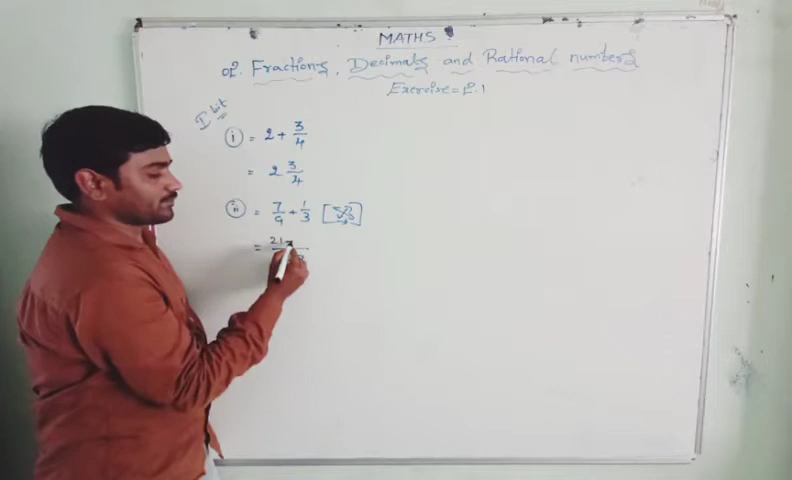 MATHS
02. Fractions, Decimals and Rational numbers
Exercise = 2.1
I bit
i = 2 + 3/4
= 2 3/4
ii = 7/9 + 1/3
= 21